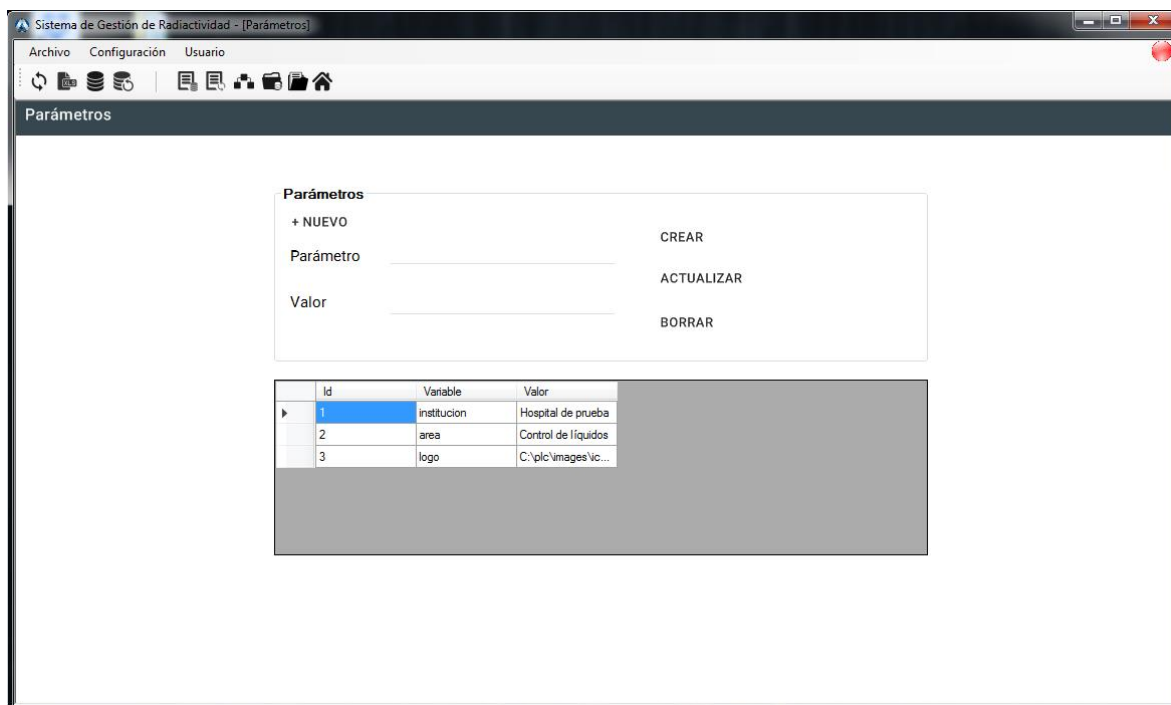 Sistema de Gestión de Radiactividad - [Parámetros]
Archivo Configuración Usuario
XLS
Parámetros
Parámetros
+ NUEVO
CREAR
Parámetro
ACTUALIZAR
Valor
BORRAR
Id Variable Valor
1 institucion Hospital de prueba
2 area Control de líquidos
3 logo C:\plc\images\ic...